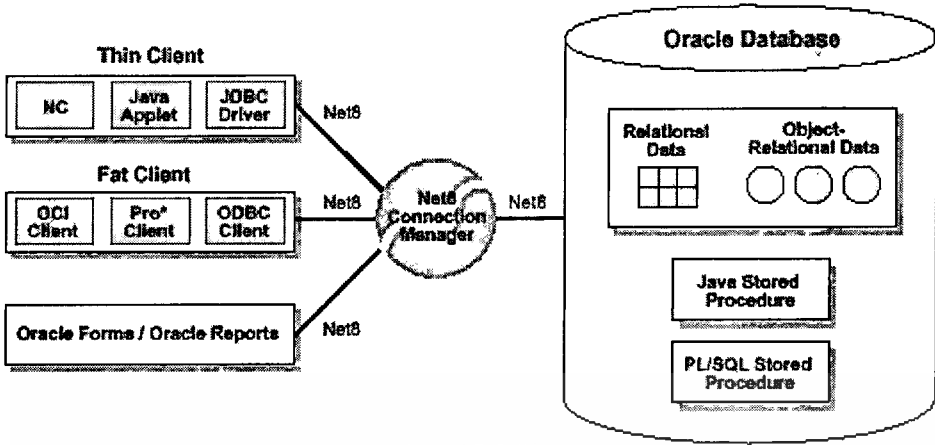 Thin Client
NC
Java
Applet
JDBC
Driver
Net8
Fat Client
OCI
Client
Pro*
Client
ODBC
Client
Net8
Oracle Forms / Oracle Reports
Net8
Net8
Connection
Manager
Net8
Oracle Database
Relational
Data
Object-
Relational Data
Java Stored
Procedure
PL/SQL Stored
Procedure